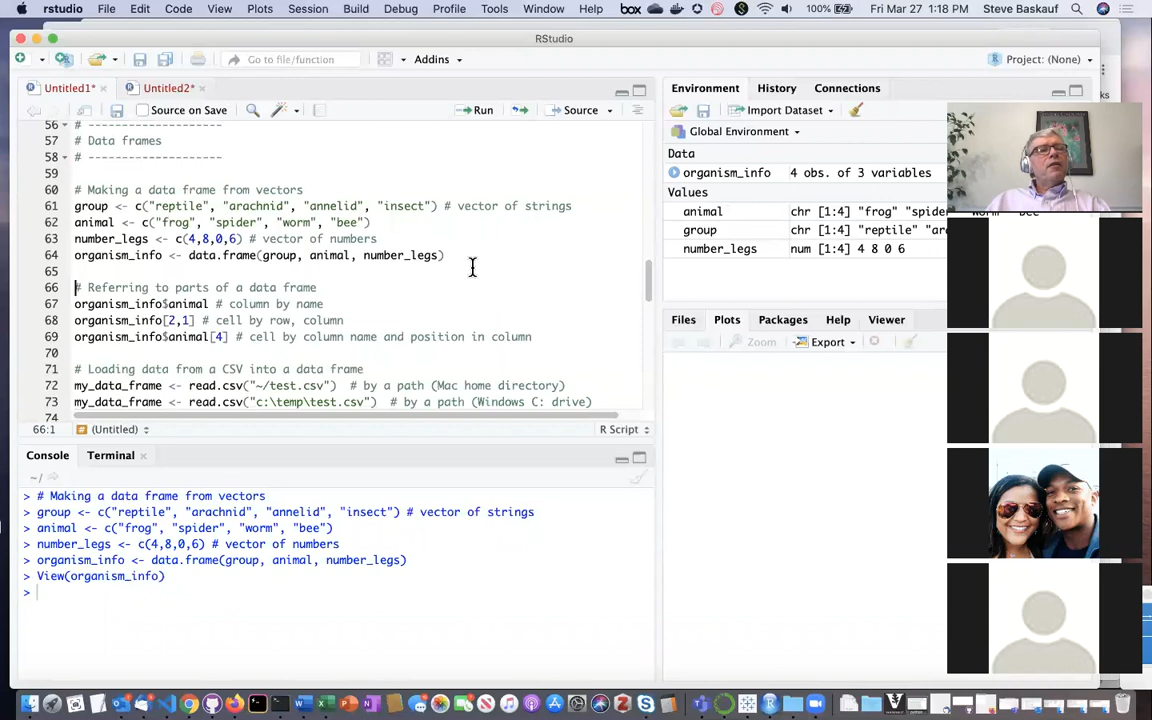 rstudio File Edit Code View Plots Session Build Debug Profile Tools Window Help box 100% Fri Mar 27 1:18 PM Steve Baskauf
RStudio
Go to file/function Addins Project: (None)
Untitled1* Untitled2*
Source on Save Run Source
56 # --------------------
57 # Data frames
58 # --------------------
59
60 # Making a data frame from vectors
61 group <- c("reptile", "arachnid", "annelid", "insect") # vector of strings
62 animal <- c("frog", "spider", "worm", "bee")
63 number_legs <- c(4,8,0,6) # vector of numbers
64 organism_info <- data.frame(group, animal, number_legs)
65
66 # Referring to parts of a data frame
67 organism_info$animal # column by name
68 organism_info[2,1] # cell by row, column
69 organism_info$animal[4] # cell by column name and position in column
70
71 # Loading data from a CSV into a data frame
72 my_data_frame <- read.csv("~/test.csv") # by a path (Mac home directory)
73 my_data_frame <- read.csv("c:\temp\test.csv") # by a path (Windows C: drive)
74
66:1 (Untitled) R Script
Console Terminal
~/
> # Making a data frame from vectors
> group <- c("reptile", "arachnid", "annelid", "insect") # vector of strings
> animal <- c("frog", "spider", "worm", "bee")
> number_legs <- c(4,8,0,6) # vector of numbers
> organism_info <- data.frame(group, animal, number_legs)
> View(organism_info)
>
Environment History Connections
Import Dataset
Global Environment
Data
organism_info 4 obs. of 3 variables
Values
animal chr [1:4] "frog" "spider" "worm" "bee"
group chr [1:4] "reptile"
number_legs num [1:4] 4 8 0 6
Files Plots Packages Help Viewer
Zoom Export